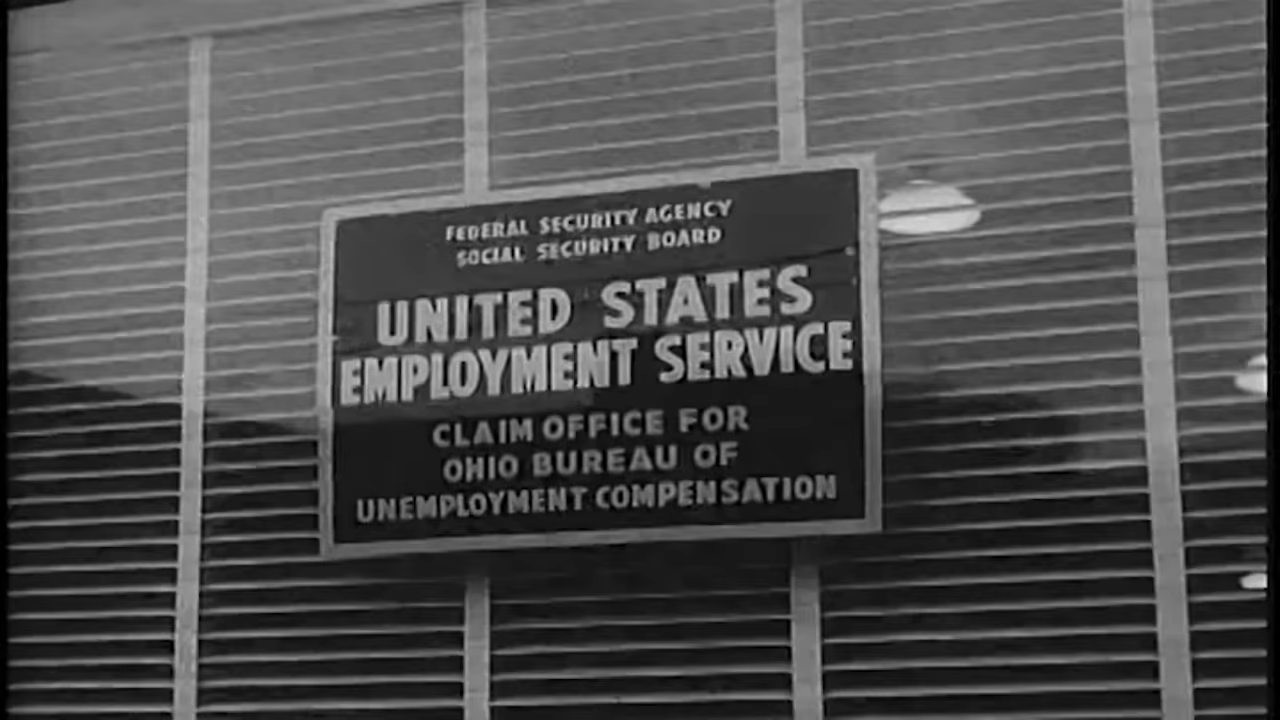 FEDERAL SECURITY AGENCY
SOCIAL SECURITY BOARD
UNITED STATES
EMPLOYMENT SERVICE
CLAIM OFFICE FOR
OHIO BUREAU OF
UNEMPLOYMENT COMPENSATION